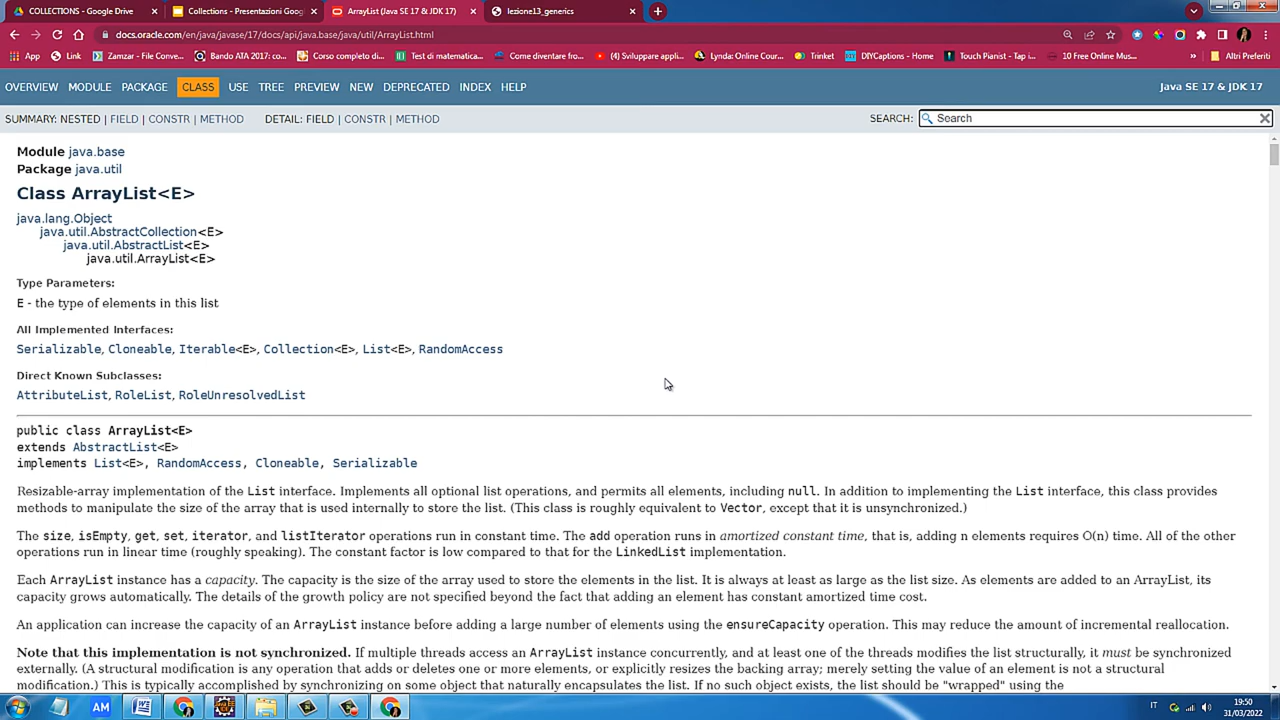 COLLECTIONS - Google Drive
Collections - Presentazioni Goog
ArrayList (Java SE 17 & JDK 17)
lezione13_generics
docs.oracle.com/en/java/javase/17/docs/api/java.base/java/util/ArrayList.html
App
Link
Zamzar - File Conve...
Bando ATA 2017: co...
Corso completo di...
Test di matematica...
Come diventare fro...
(4) Sviluppare appli...
Lynda: Online Cour...
Trinket
DIYCaptions - Home
Touch Pianist - Tap i...
10 Free Online Mus...
Altri Preferiti
OVERVIEW MODULE PACKAGE CLASS USE TREE PREVIEW NEW DEPRECATED INDEX HELP
Java SE 17 & JDK 17
SUMMARY: NESTED | FIELD | CONSTR | METHOD DETAIL: FIELD | CONSTR | METHOD
SEARCH: Search
Module java.base
Package java.util
Class ArrayList<E>
java.lang.Object
java.util.AbstractCollection<E>
java.util.AbstractList<E>
java.util.ArrayList<E>
Type Parameters:
E - the type of elements in this list
All Implemented Interfaces:
Serializable, Cloneable, Iterable<E>, Collection<E>, List<E>, RandomAccess
Direct Known Subclasses:
AttributeList, RoleList, RoleUnresolvedList
public class ArrayList<E>
extends AbstractList<E>
implements List<E>, RandomAccess, Cloneable, Serializable
Resizable-array implementation of the List interface. Implements all optional list operations, and permits all elements, including null. In addition to implementing the List interface, this class provides
methods to manipulate the size of the array that is used internally to store the list. (This class is roughly equivalent to Vector, except that it is unsynchronized.)
The size, isEmpty, get, set, iterator, and listIterator operations run in constant time. The add operation runs in amortized constant time, that is, adding n elements requires O(n) time. All of the other
operations run in linear time (roughly speaking). The constant factor is low compared to that for the LinkedList implementation.
Each ArrayList instance has a capacity. The capacity is the size of the array used to store the elements in the list. It is always at least as large as the list size. As elements are added to an ArrayList, its
capacity grows automatically. The details of the growth policy are not specified beyond the fact that adding an element has constant amortized time cost.
An application can increase the capacity of an ArrayList instance before adding a large number of elements using the ensureCapacity operation. This may reduce the amount of incremental reallocation.
Note that this implementation is not synchronized. If multiple threads access an ArrayList instance concurrently, and at least one of the threads modifies the list structurally, it must be synchronized
externally. (A structural modification is any operation that adds or deletes one or more elements, or explicitly resizes the backing array; merely setting the value of an element is not a structural
modification.) This is typically accomplished by synchronizing on some object that naturally encapsulates the list. If no such object exists, the list should be "wrapped" using the
AM
IT
19:50
31/03/2022